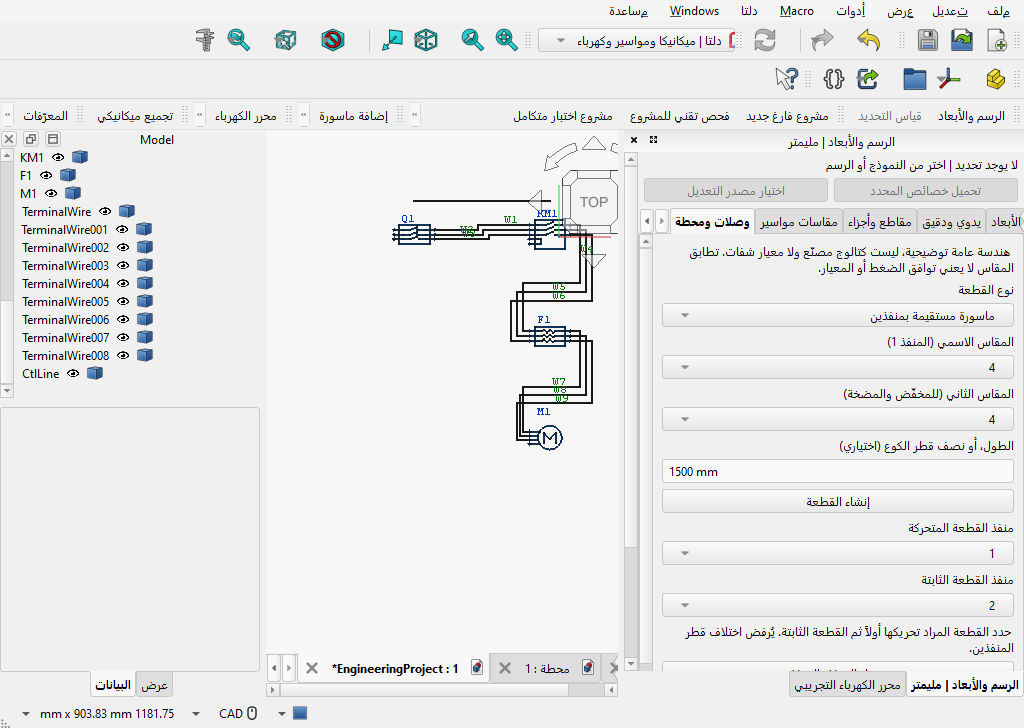 ملف تعديل عرض أدوات Macro دلتا Windows مساعدة
دلتا | ميكانيكا ومواسير وكهرباء
الرسم والأبعاد قياس التحديد مشروع فارغ جديد فحص تقني للمشروع مشروع اختبار متكامل إضافة ماسورة محرر الكهرباء تجميع ميكانيكي المعرّفات
الرسم والأبعاد | مليمتر
لا يوجد تحديد | اختر من النموذج أو الرسم
تحميل خصائص المحدد اختيار مصدر التعديل
الأبعاد يدوي ودقيق مقاطع وأجزاء مقاسات مواسير وصلات ومحطة
هندسة عامة توضيحية، ليست كتالوج مصنّع ولا معيار شفات. تطابق
المقاس لا يعني توافق الضغط أو المعيار.
نوع القطعة
ماسورة مستقيمة بمنفذين
المقاس الاسمي (المنفذ 1)
4
المقاس الثاني (للمخفّض والمضخة)
4
الطول، أو نصف قطر الكوع (اختياري)
1500 mm
إنشاء القطعة
منفذ القطعة المتحركة
1
منفذ القطعة الثابتة
2
حدد القطعة المراد تحريكها أولاً ثم القطعة الثابتة. يُرفض اختلاف قطر
المنفذين.
الرسم والأبعاد | مليمتر محرر الكهرباء التجريبي
TOP
Q1
W1
KM1
W5
W6
F1
W7
W8
W9
M1
M
محطة : 1
EngineeringProject : 1*
Model
KM1
F1
M1
TerminalWire
TerminalWire001
TerminalWire002
TerminalWire003
TerminalWire004
TerminalWire005
TerminalWire006
TerminalWire007
TerminalWire008
CtlLine
عرض البيانات
CAD
mm x 903.83 mm 1181.75